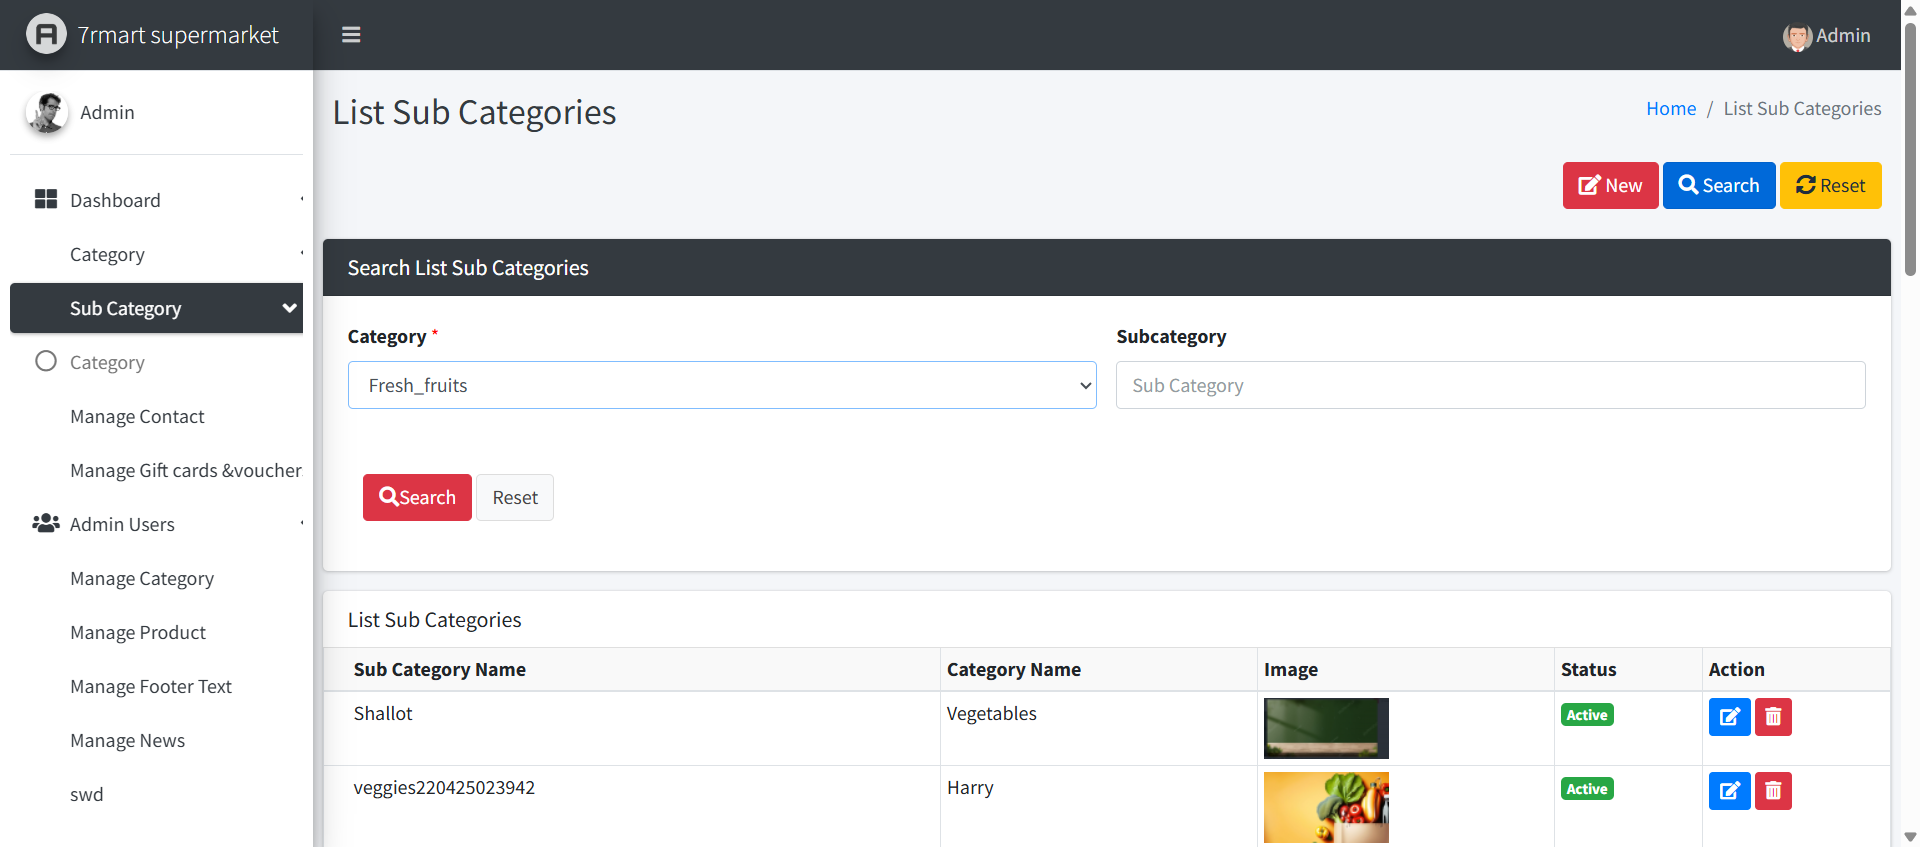 7rmart supermarket
Admin
Admin
List Sub Categories
Home / List Sub Categories
New
Search
Reset
Dashboard
Category
Sub Category
Category
Manage Contact
Manage Gift cards &voucher
Admin Users
Manage Category
Manage Product
Manage Footer Text
Manage News
swd
Search List Sub Categories
Category *
Subcategory
Fresh_fruits
Sub Category
Search
Reset
List Sub Categories
Sub Category Name Category Name Image Status Action
Shallot Vegetables Active
veggies220425023942 Harry Active